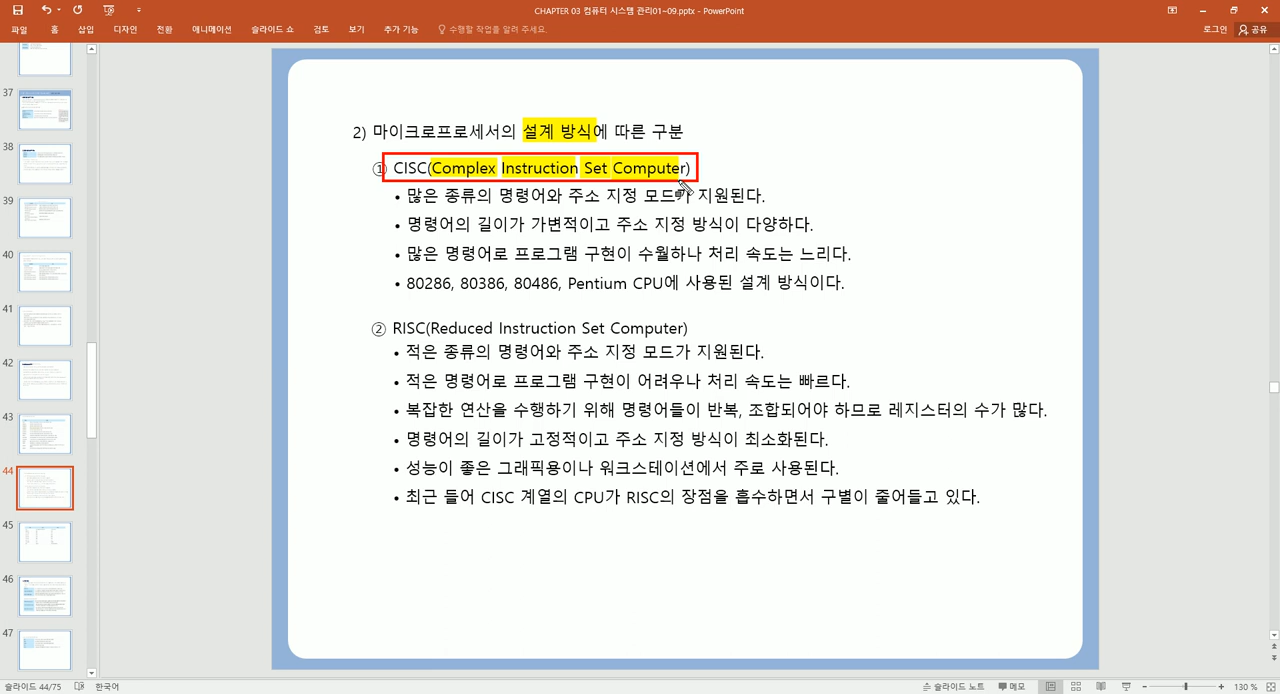 CHAPTER 03 컴퓨터 시스템 관리01~09.pptx - PowerPoint
파일 홈 삽입 디자인 전환 애니메이션 슬라이드 쇼 검토 보기 추가 기능 수행할 작업을 알려 주세요. 로그인 공유
37
38
39
40
41
42
43
44
45
46
47
2) 마이크로프로세서의 설계 방식에 따른 구분
① CISC(Complex Instruction Set Computer)
• 많은 종류의 명령어와 주소 지정 모드가 지원된다.
• 명령어의 길이가 가변적이고 주소 지정 방식이 다양하다.
• 많은 명령어로 프로그램 구현이 수월하나 처리 속도는 느리다.
• 80286, 80386, 80486, Pentium CPU에 사용된 설계 방식이다.
② RISC(Reduced Instruction Set Computer)
• 적은 종류의 명령어와 주소 지정 모드가 지원된다.
• 적은 명령어로 프로그램 구현이 어려우나 처리 속도는 빠르다.
• 복잡한 연산을 수행하기 위해 명령어들이 반복, 조합되어야 하므로 레지스터의 수가 많다.
• 명령어의 길이가 고정적이고 주소 지정 방식이 최소화된다.
• 성능이 좋은 그래픽용이나 워크스테이션에서 주로 사용된다.
• 최근 들어 CISC 계열의 CPU가 RISC의 장점을 흡수하면서 구별이 줄어들고 있다.
슬라이드 44/75 한국어 슬라이드 노트 메모 130 %